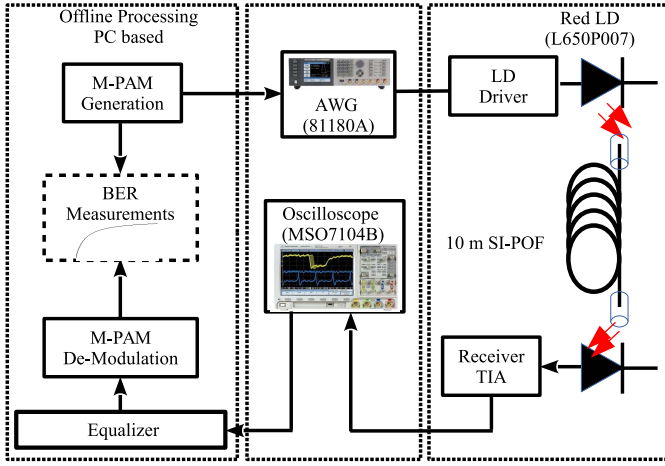 Offline Processing
PC based
M-PAM
Generation
BER
Measurements
M-PAM
De-Modulation
Equalizer
AWG
(81180A)
Oscilloscope
(MSO7104B)
Red LD
(L650P007)
LD
Driver
10 m SI-POF
Receiver
TIA